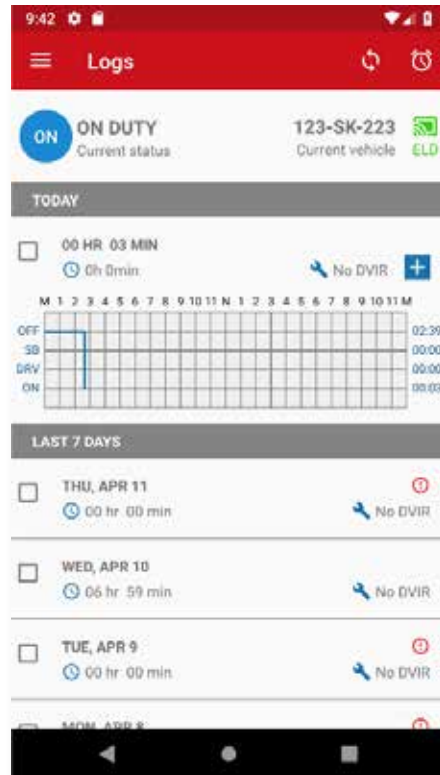 9:42
Logs
ON ON DUTY 123-SK-223
Current status Current vehicle ELD
TODAY
00 HR 03 MIN
0h 0min No DVIR
M 1 2 3 4 5 6 7 8 9 10 11 N 1 2 3 4 5 6 7 8 9 10 11 M
OFF 02:39
SB 00:00
DRV 00:00
ON 00:03
LAST 7 DAYS
THU, APR 11
00 hr 00 min No DVIR
WED, APR 10
06 hr 59 min No DVIR
TUE, APR 9
00 hr 00 min No DVIR
MON, APR 8